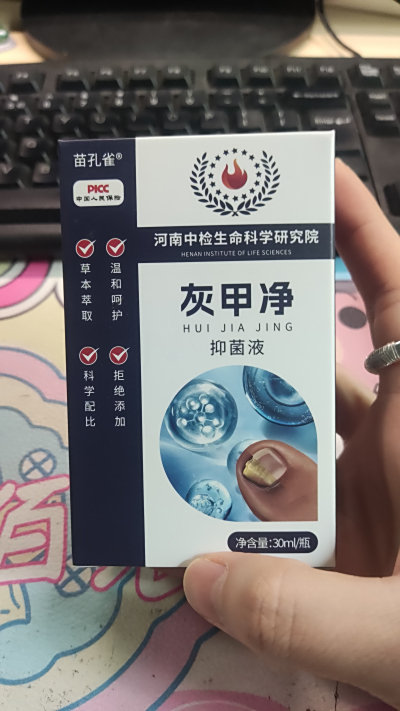 苗孔雀®
PICC
中国人民保险
草本萃取
温和呵护
科学配比
拒绝添加
河南中检生命科学研究院
HENAN INSTITUTE OF LIFE SCIENCES
灰甲净
HUI JIA JING
抑菌液
净含量:30ml/瓶